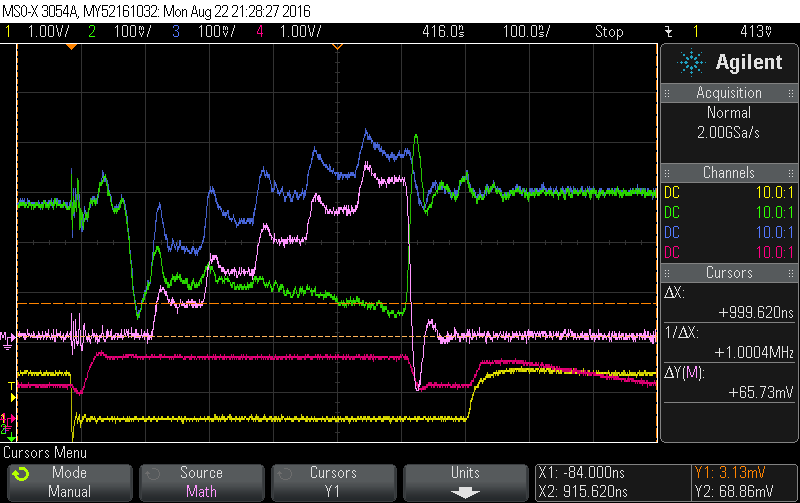 MSO-X 3054A, MY52161032: Mon Aug 22 21:28:27 2016
1 1.00V/ 2 100mV/ 3 100mV/ 4 1.00V/ 416.0ns 100.0ns/ Stop 1 413mV
Agilent
Acquisition
Normal
2.00GSa/s
Channels
DC 10.0:1
DC 10.0:1
DC 10.0:1
DC 10.0:1
Cursors
ΔX:
+999.620ns
1/ΔX:
+1.0004MHz
ΔY(M):
+65.73mV
M
T
1
2
Cursors Menu
Mode
Manual
Source
Math
Cursors
Y1
Units
X1: -84.000ns
X2: 915.620ns
Y1: 3.13mV
Y2: 68.86mV